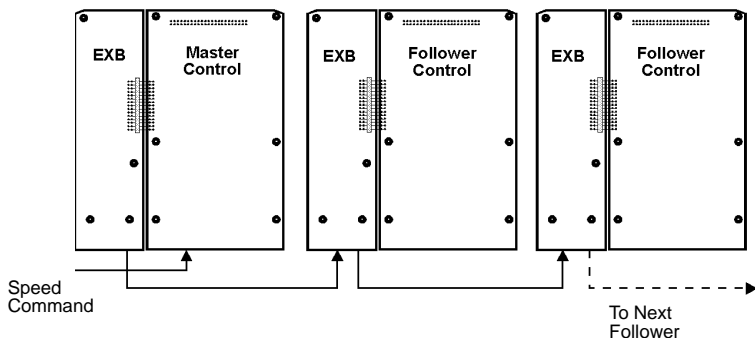 EXB
Master
Control
EXB
Follower
Control
EXB
Follower
Control
Speed
Command
To Next
Follower